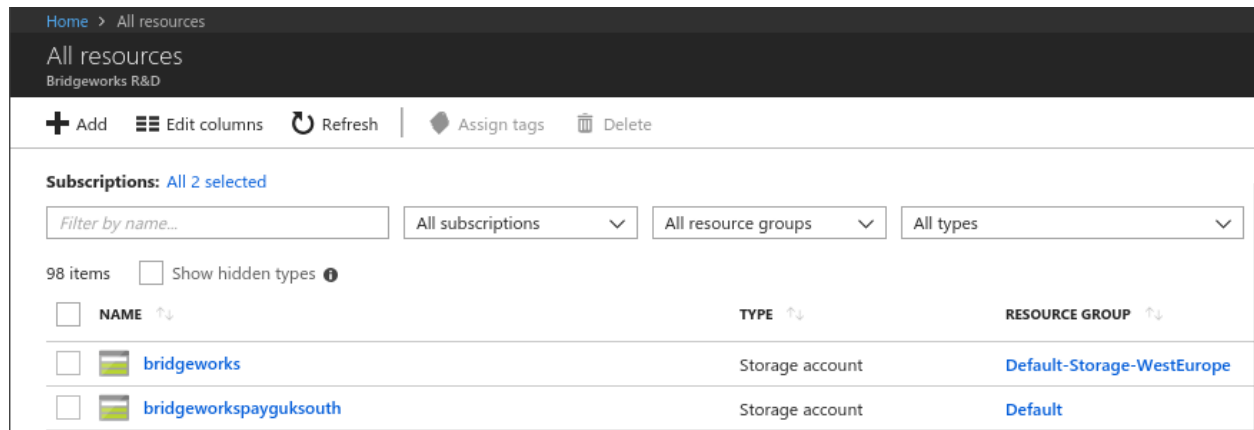 Home > All resources
All resources
Bridgeworks R&D
Add Edit columns Refresh Assign tags Delete
Subscriptions: All 2 selected
Filter by name... All subscriptions All resource groups All types
98 items Show hidden types
NAME TYPE RESOURCE GROUP
bridgeworks Storage account Default-Storage-WestEurope
bridgeworkspayguksouth Storage account Default